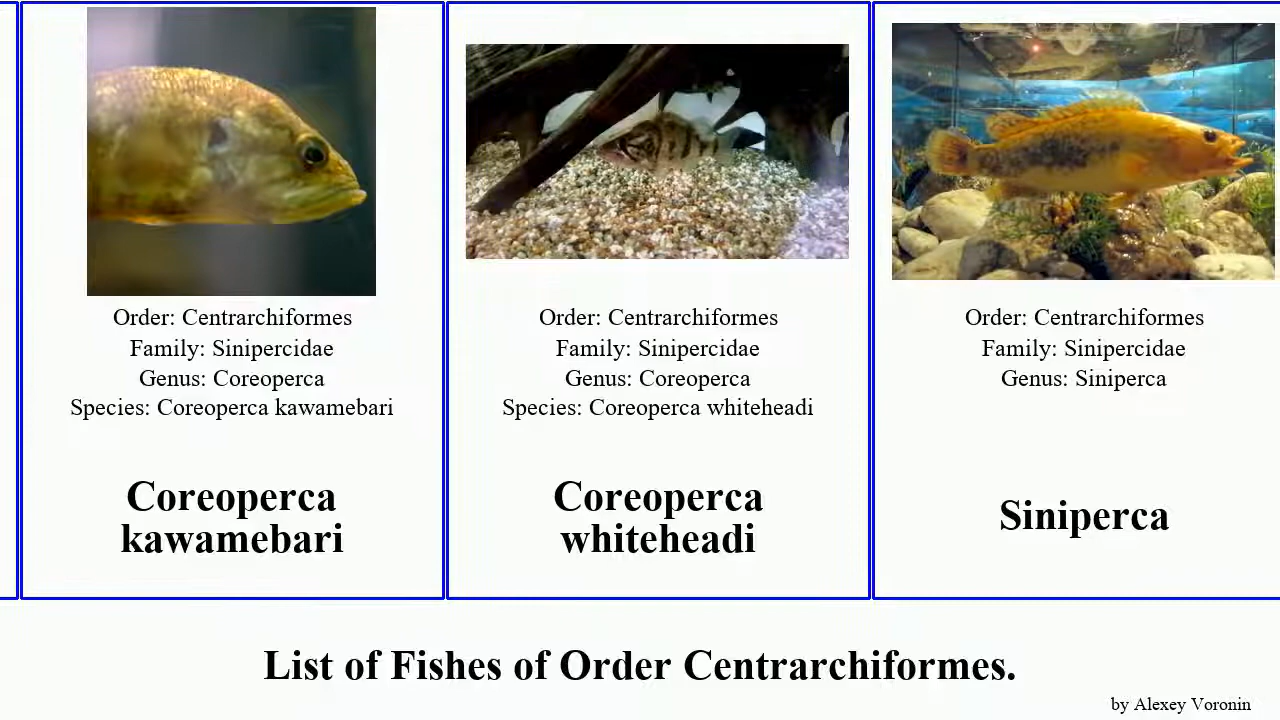 Order: Centrarchiformes
Family: Sinipercidae
Genus: Coreoperca
Species: Coreoperca kawamebari
Coreoperca
kawamebari
Order: Centrarchiformes
Family: Sinipercidae
Genus: Coreoperca
Species: Coreoperca whiteheadi
Coreoperca
whiteheadi
Order: Centrarchiformes
Family: Sinipercidae
Genus: Siniperca
Siniperca
List of Fishes of Order Centrarchiformes.
by Alexey Voronin